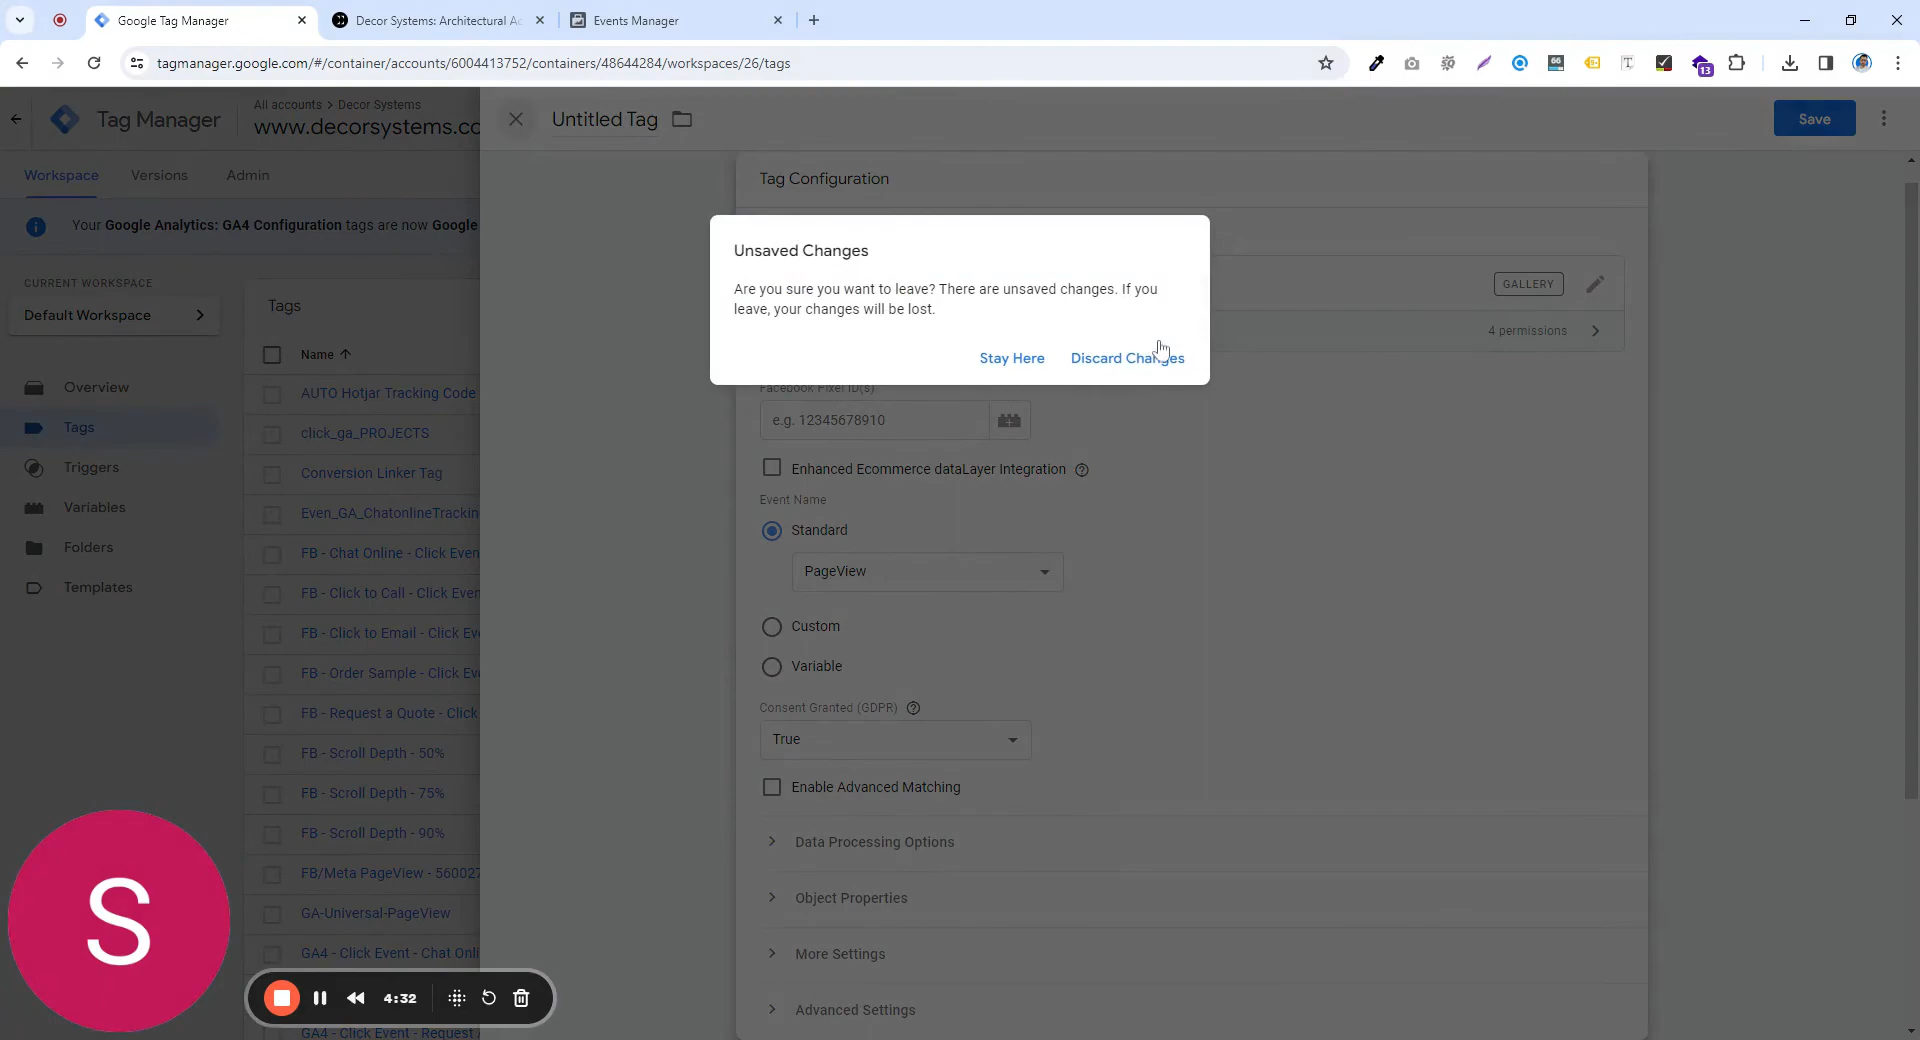 Google Tag Manager
Decor Systems: Architectural Ac
Events Manager
tagmanager.google.com/#/container/accounts/6004413752/containers/48644284/workspaces/26/tags
13
Tag Manager
All accounts > Decor Systems
www.decorsystems.co
Untitled Tag
Save
Workspace
Versions
Admin
Your Google Analytics: GA4 Configuration tags are now Google
CURRENT WORKSPACE
Default Workspace
Overview
Tags
Triggers
Variables
Folders
Templates
Tags
Name
AUTO Hotjar Tracking Code
click_ga_PROJECTS
Conversion Linker Tag
Even_GA_ChatonlineTrackin
FB - Chat Online - Click Even
FB - Click to Call - Click Even
FB - Click to Email - Click Eve
FB - Order Sample - Click Eve
FB - Request a Quote - Click
FB - Scroll Depth - 50%
FB - Scroll Depth - 75%
FB - Scroll Depth - 90%
FB/Meta PageView - 560027
GA-Universal-PageView
GA4 - Click Event - Chat Onli
GA4 - Click Event - Request
Tag Configuration
GALLERY
4 permissions
Unsaved Changes
Are you sure you want to leave? There are unsaved changes. If you
leave, your changes will be lost.
Stay Here
Discard Changes
Facebook Pixel ID(s)
e.g. 12345678910
Enhanced Ecommerce dataLayer Integration
Event Name
Standard
PageView
Custom
Variable
Consent Granted (GDPR)
True
Enable Advanced Matching
Data Processing Options
Object Properties
More Settings
Advanced Settings
S
4:32